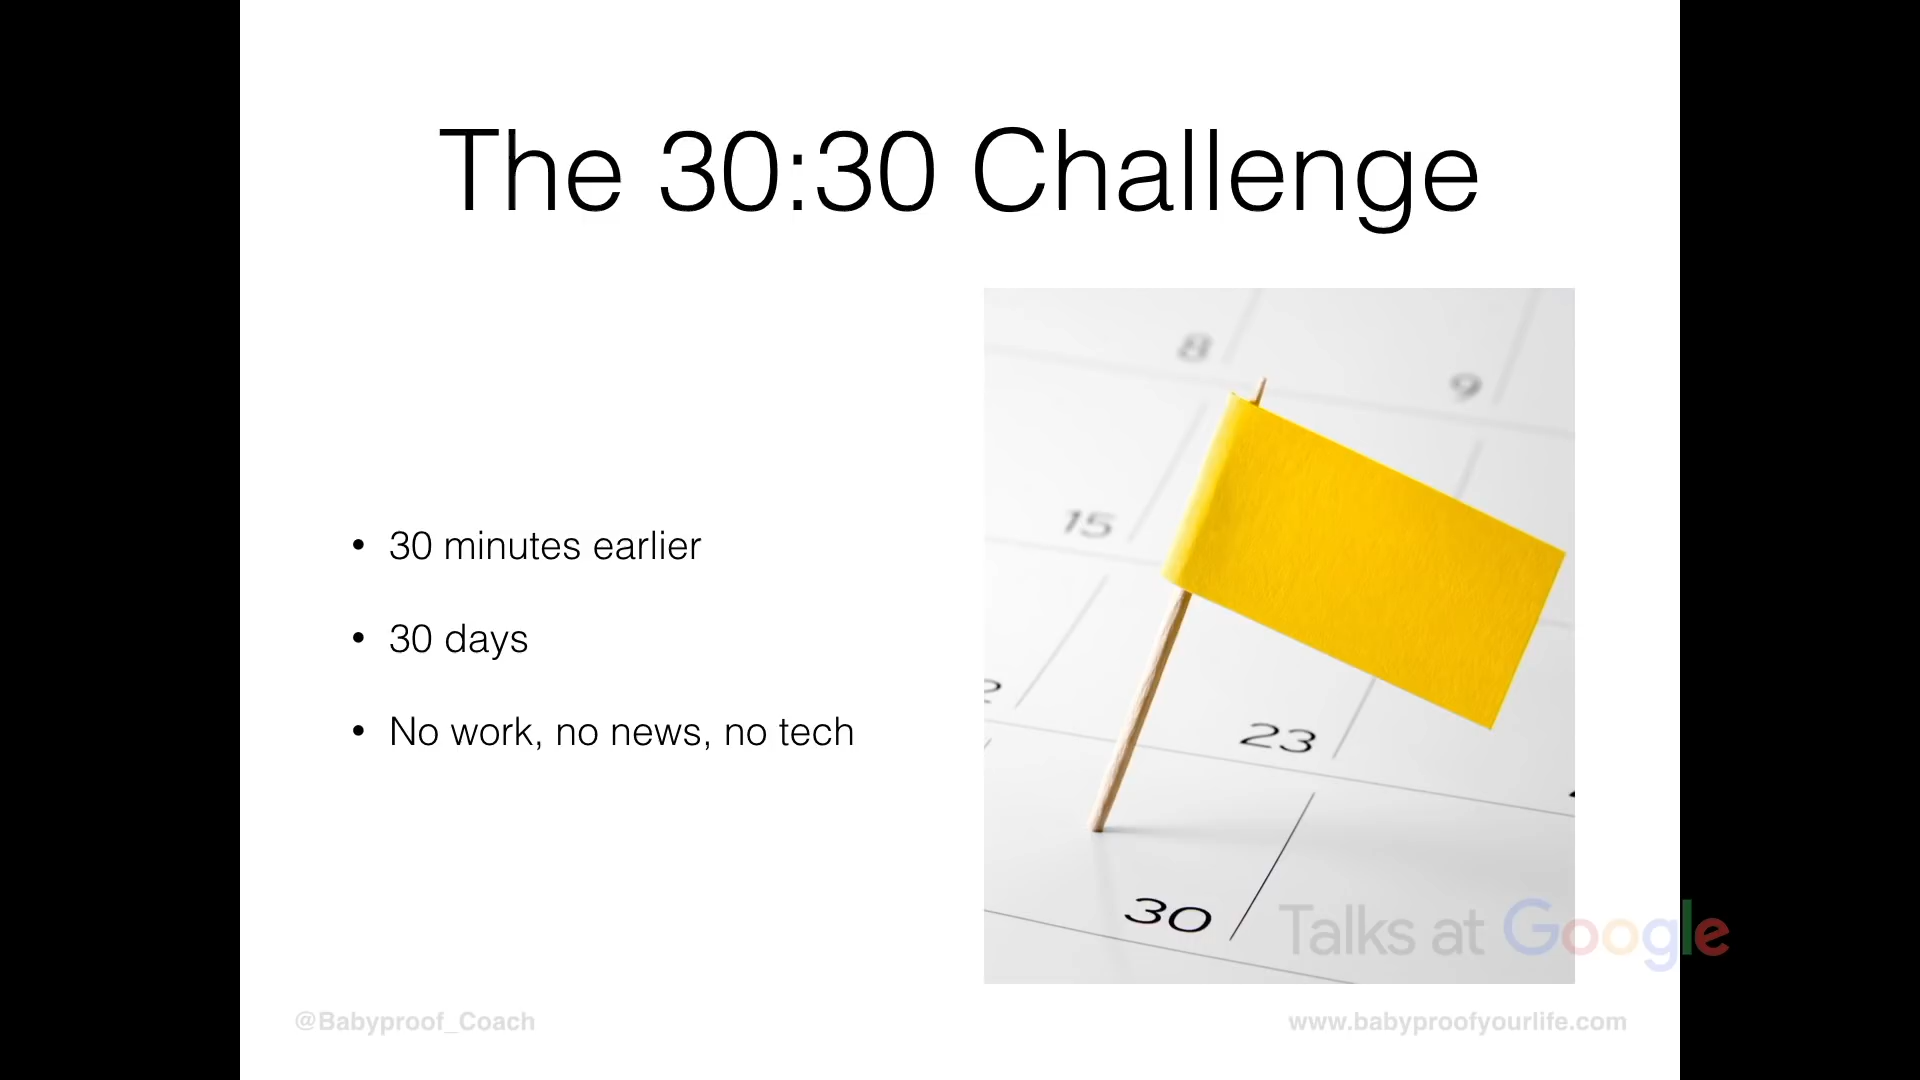 The 30:30 Challenge
• 30 minutes earlier
• 30 days
• No work, no news, no tech
8
9
15
2
23
30
Talks at Google
@Babyproof_Coach
www.babyproofyourlife.com